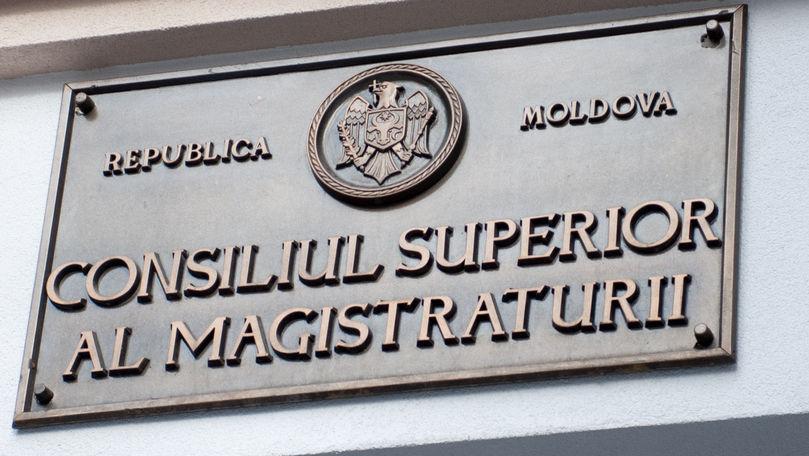 REPUBLICA MOLDOVA
CONSILIUL SUPERIOR
AL MAGISTRATURII